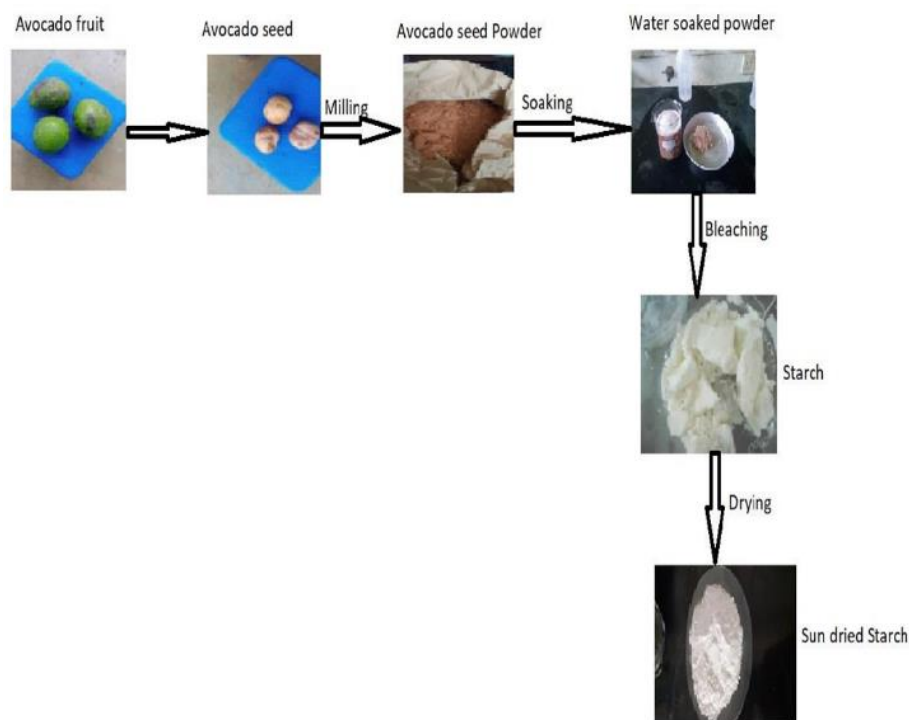 Avocado fruit
Avocado seed
Milling
Avocado seed Powder
Soaking
Water soaked powder
Bleaching
Starch
Drying
Sun dried Starch